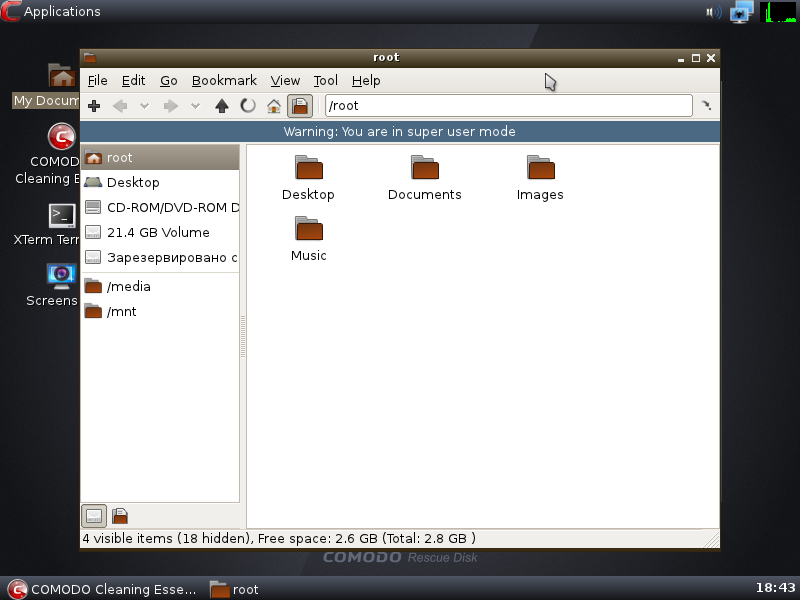 Applications
My Docum
COMOD
Cleaning E
XTerm Terr
Screens
root
File Edit Go Bookmark View Tool Help
/root
Warning: You are in super user mode
root
Desktop
CD-ROM/DVD-ROM D
21.4 GB Volume
Зарезервировано с
/media
/mnt
Desktop
Documents
Images
Music
4 visible items (18 hidden), Free space: 2.6 GB (Total: 2.8 GB )
COMODO Rescue Disk
COMODO Cleaning Esse...
root
18:43